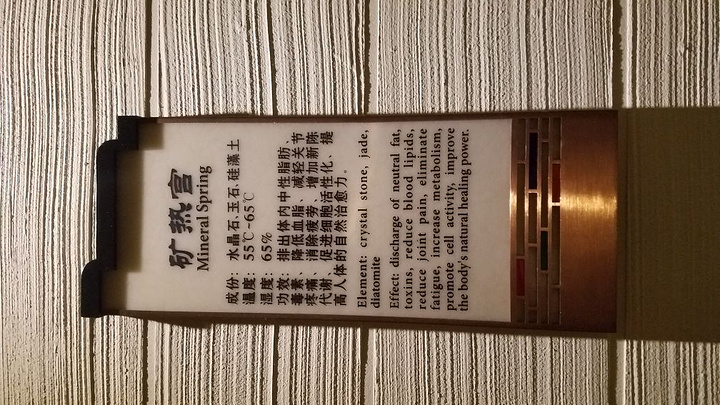 矿热宫
Mineral Spring
成份：水晶石、玉石、硅藻土
温度：55℃-65℃
湿度：65%
功效：排出体内中性脂肪、
毒素、降低血脂、减轻关节
疼痛、消除疲劳、增加新陈
代谢、促进细胞活性化、提
高人体的自然治愈力。
Element: crystal stone, jade,
diatomite
Effect: discharge of neutral fat,
toxins, reduce blood lipids,
reduce joint pain, eliminate
fatigue, increase metabolism,
promote cell activity, improve
the body's natural healing power.